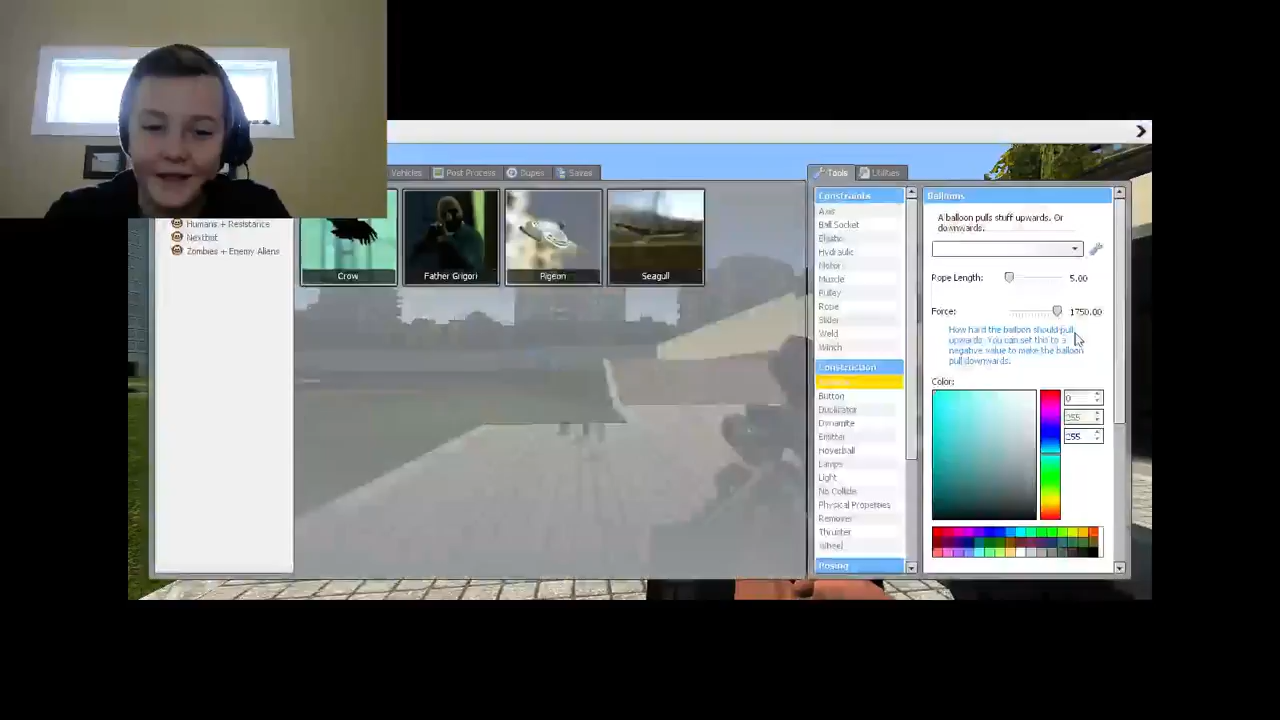 Vehicles
Post Process
Dupes
Saves
Tools
Utilities
Humans + Resistance
Nextbot
Zombies + Enemy Aliens
Crow
Father Grigori
Pigeon
Seagull
Constraints
Axis
Ball Socket
Elastic
Hydraulic
Motor
Muscle
Pulley
Rope
Slider
Weld
Winch
Construction
Button
Duplicator
Dynamite
Emitter
Hoverball
Lamps
Light
No Collide
Physical Properties
Remover
Thruster
Wheel
Posing
Balloons
A balloon pulls stuff upwards. Or
downwards.
Rope Length: 5.00
Force: 1750.00
How hard the balloon should pull
upwards. You can set this to a
negative value to make the balloon
pull downwards.
Color:
0
255
255